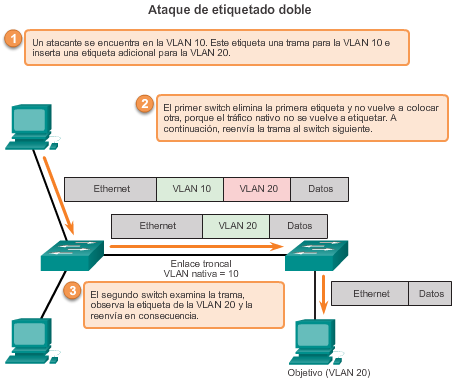 Ataque de etiquetado doble
1
Un atacante se encuentra en la VLAN 10. Este etiqueta una trama para la VLAN 10 e
inserta una etiqueta adicional para la VLAN 20.
2
El primer switch elimina la primera etiqueta y no vuelve a colocar
otra, porque el tráfico nativo no se vuelve a etiquetar. A
continuación, reenvía la trama al switch siguiente.
Ethernet VLAN 10 VLAN 20 Datos
Ethernet VLAN 20 Datos
Enlace troncal
VLAN nativa = 10
3
El segundo switch examina la trama,
observa la etiqueta de la VLAN 20 y la
reenvía en consecuencia.
Ethernet Datos
Objetivo (VLAN 20)